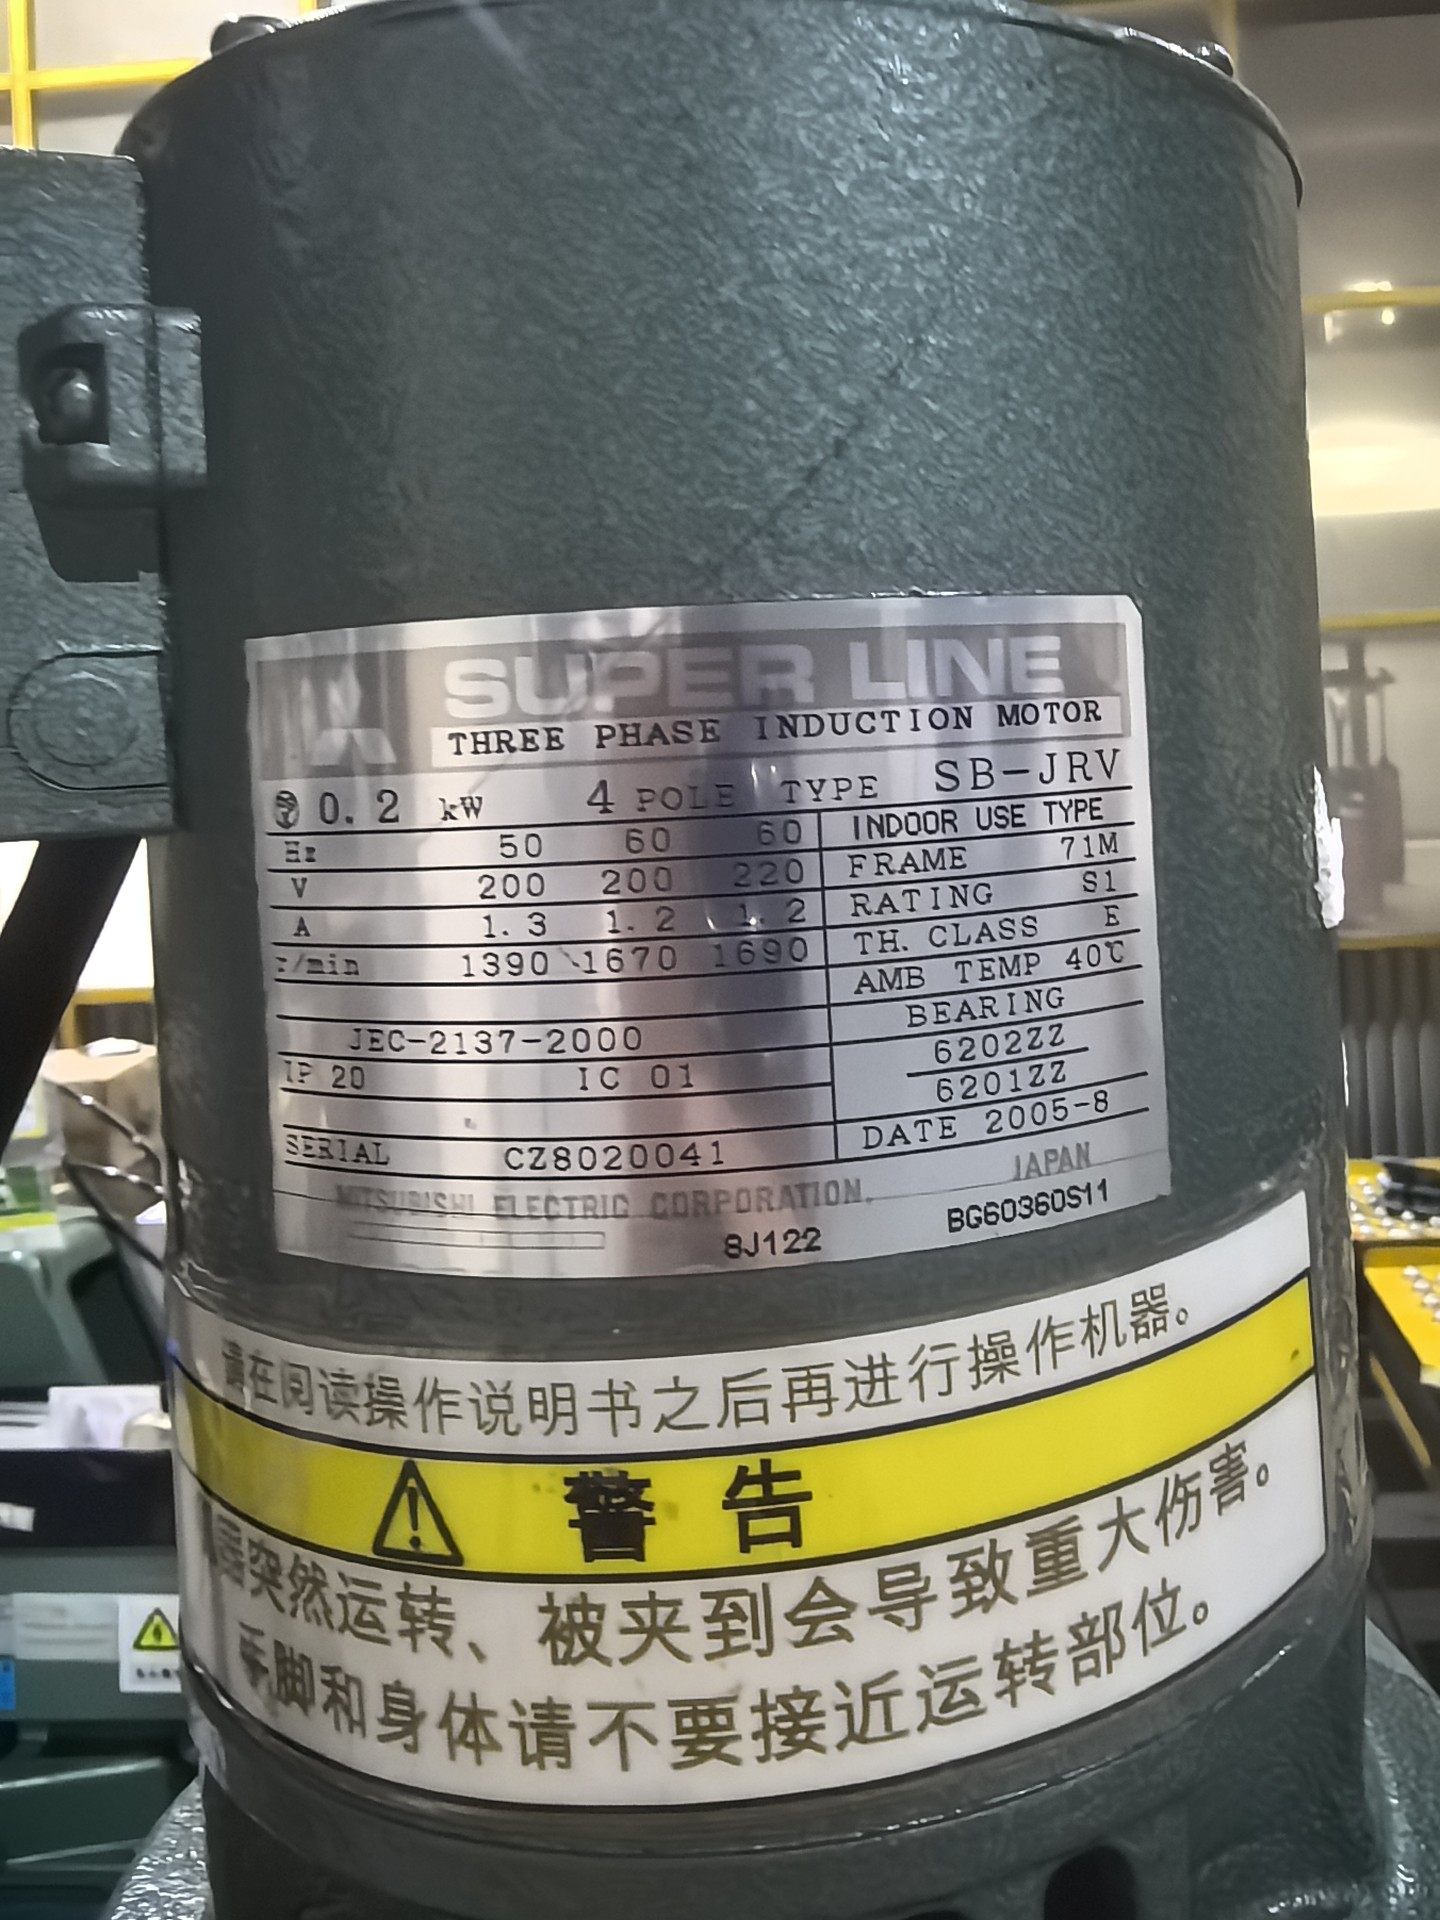 SUPER LINE
THREE PHASE INDUCTION MOTOR
0.2 kW 4 POLE TYPE SB-JRV
Hz 50 60 60 INDOOR USE TYPE
V 200 200 220 FRAME 71M
A 1.3 1.2 1.2 RATING S1
r/min 1390 1670 1690 TH. CLASS E
AMB TEMP 40℃
BEARING
JEC-2137-2000 6202ZZ
IP 20 IC 01 6201ZZ
SERIAL CZ8020041 DATE 2005-8
MITSUBISHI ELECTRIC CORPORATION. JAPAN
8J122 BG60360S11
请在阅读操作说明书之后再进行操作机器。
警告
机器突然运转、被夹到会导致重大伤害。
手脚和身体请不要接近运转部位。